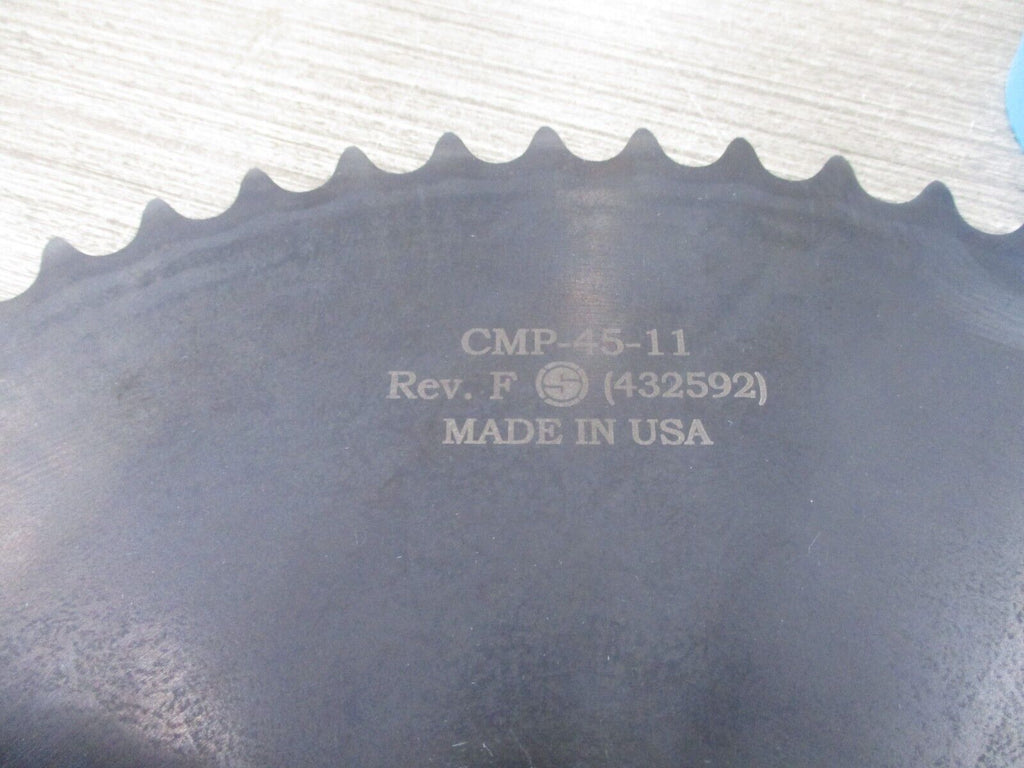 CMP-45-11
Rev. F S (432592)
MADE IN USA